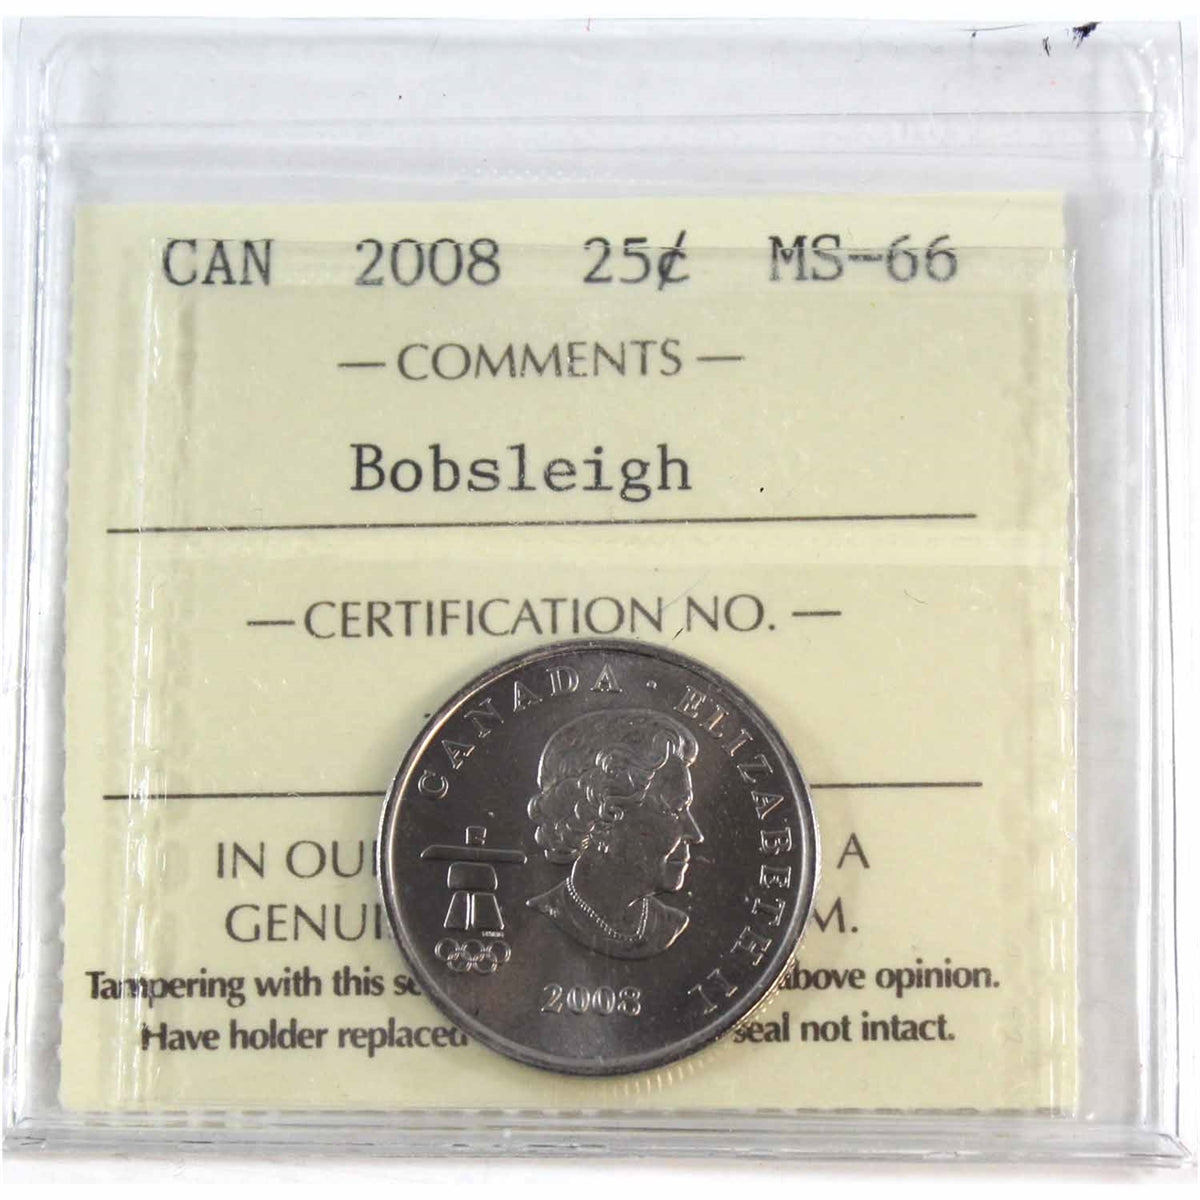 CAN 2008 25¢ MS-66
— COMMENTS —
Bobsleigh
— CERTIFICATION NO. —
CANADA · ELIZABETH II
2008
IN OU A
GENUI M.
Tampering with this se above opinion.
Have holder replaced seal not intact.